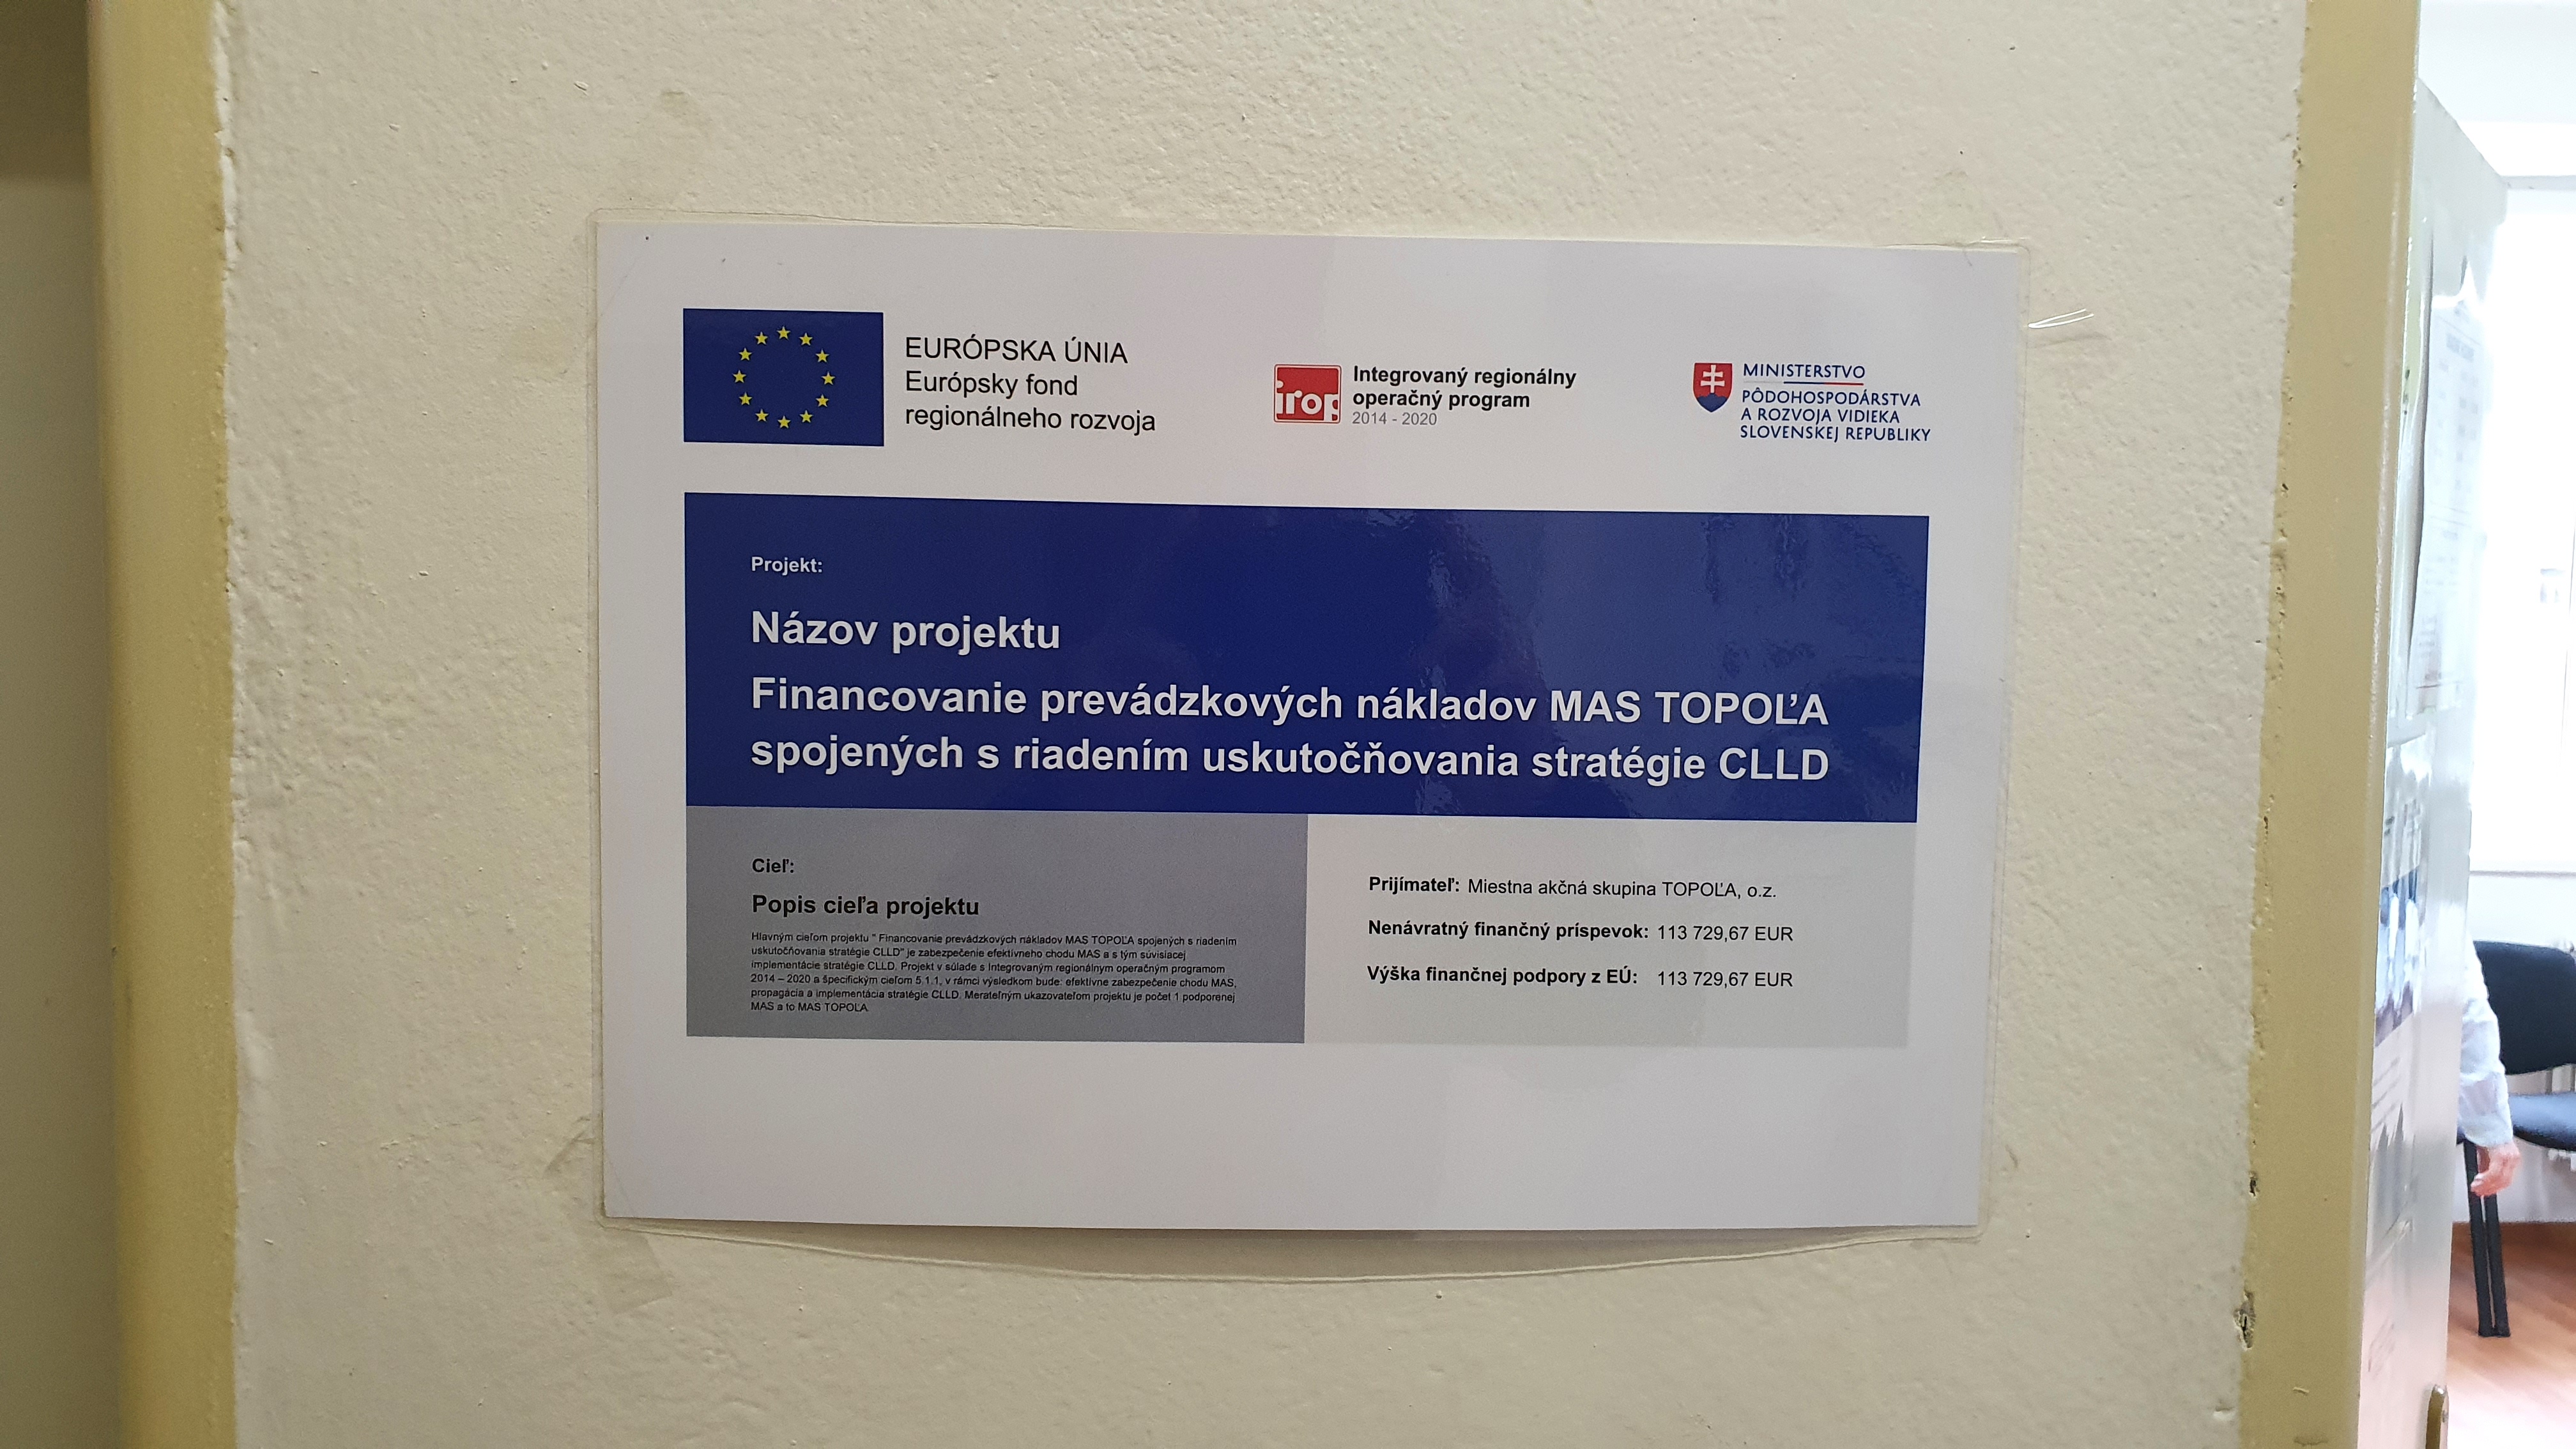 EURÓPSKA ÚNIA
Európsky fond
regionálneho rozvoja
irop
Integrovaný regionálny
operačný program
2014 - 2020
MINISTERSTVO
PÔDOHOSPODÁRSTVA
A ROZVOJA VIDIEKA
SLOVENSKEJ REPUBLIKY
Projekt:
Názov projektu
Financovanie prevádzkových nákladov MAS TOPOĽA
spojených s riadením uskutočňovania stratégie CLLD
Cieľ:
Popis cieľa projektu
Hlavným cieľom projektu " Financovanie prevádzkových nákladov MAS TOPOĽA spojených s riadením
uskutočňovania stratégie CLLD" je zabezpečenie efektívneho chodu MAS a s tým súvisiacej
implementácie stratégie CLLD. Projekt v súlade s Integrovaným regionálnym operačným programom
2014 – 2020 a špecifickým cieľom 5.1.1, v rámci výsledkom bude: efektívne zabezpečenie chodu MAS,
propagácia a implementácia stratégie CLLD. Merateľným ukazovateľom projektu je počet 1 podporenej
MAS a to MAS TOPOĽA
Prijímateľ: Miestna akčná skupina TOPOĽA, o.z.
Nenávratný finančný príspevok: 113 729,67 EUR
Výška finančnej podpory z EÚ: 113 729,67 EUR